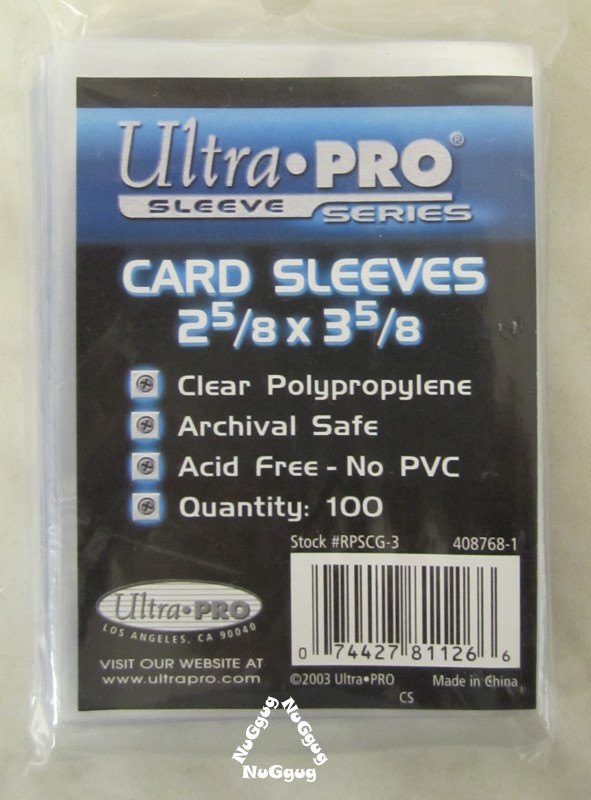 Ultra•PRO®
SLEEVE SERIES
CARD SLEEVES
2 5/8 x 3 5/8
Clear Polypropylene
Archival Safe
Acid Free - No PVC
Quantity: 100
Stock #RPSCG-3 408768-1
Ultra•PRO
LOS ANGELES, CA 90040
VISIT OUR WEBSITE AT
www.ultrapro.com
0 74427 81126 6
©2003 Ultra•PRO Made in China
CS
NuGgug NuGgug
NuGgug